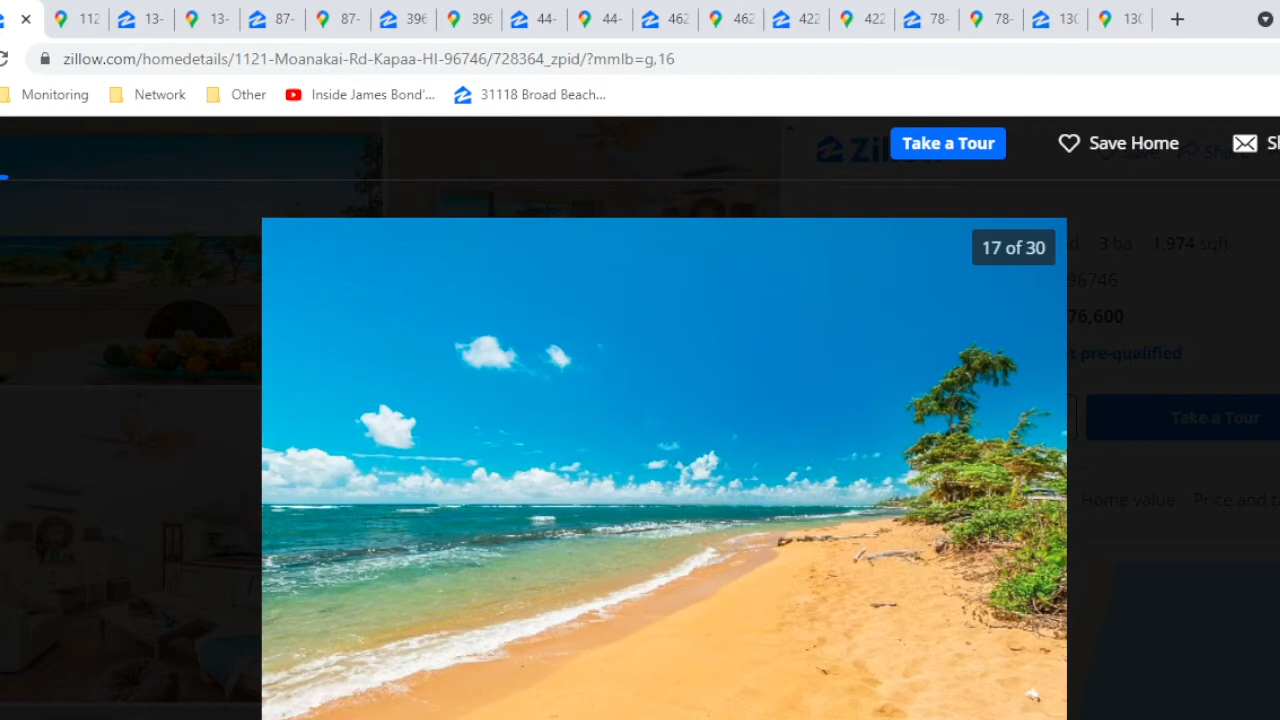 112 13- 13- 87- 87- 396 396 44- 44- 462 462 422 422 78- 78- 130 130
zillow.com/homedetails/1121-Moanakai-Rd-Kapaa-HI-96746/728364_zpid/?mmlb=g,16
Monitoring Network Other Inside James Bond'... 31118 Broad Beach...
Take a Tour Save Home
17 of 30
3 ba 1,974 sqft
96746
76,600
t pre-qualified
Take a Tour
Home value Price and t